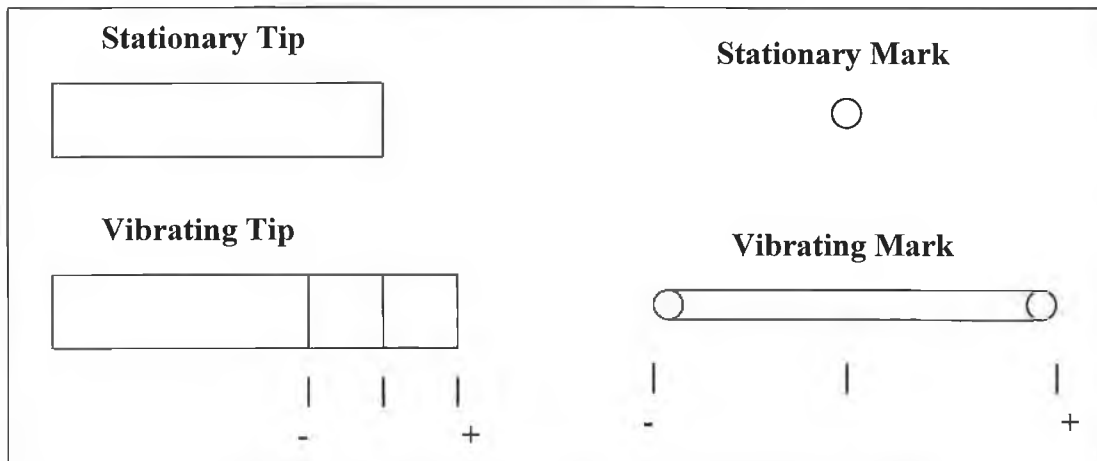 Stationary Tip
Stationary Mark
Vibrating Tip
Vibrating Mark
- +
- +